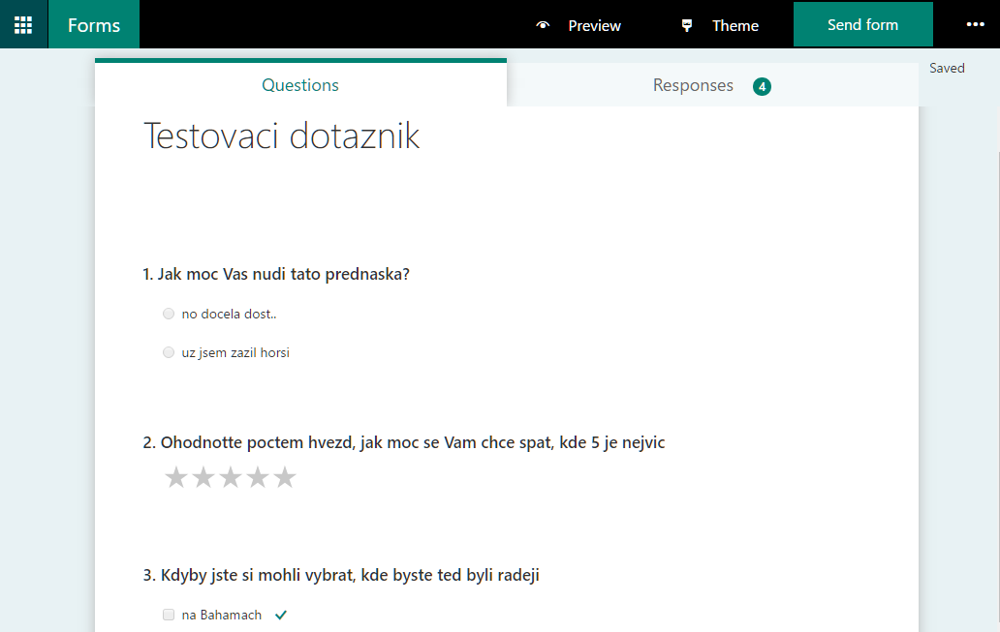 Forms
Preview
Theme
Send form
Saved
Questions
Responses 4
Testovaci dotaznik
1. Jak moc Vas nudi tato prednaska?
no docela dost..
uz jsem zazil horsi
2. Ohodnotte poctem hvezd, jak moc se Vam chce spat, kde 5 je nejvic
3. Kdyby jste si mohli vybrat, kde byste ted byli radeji
na Bahamach